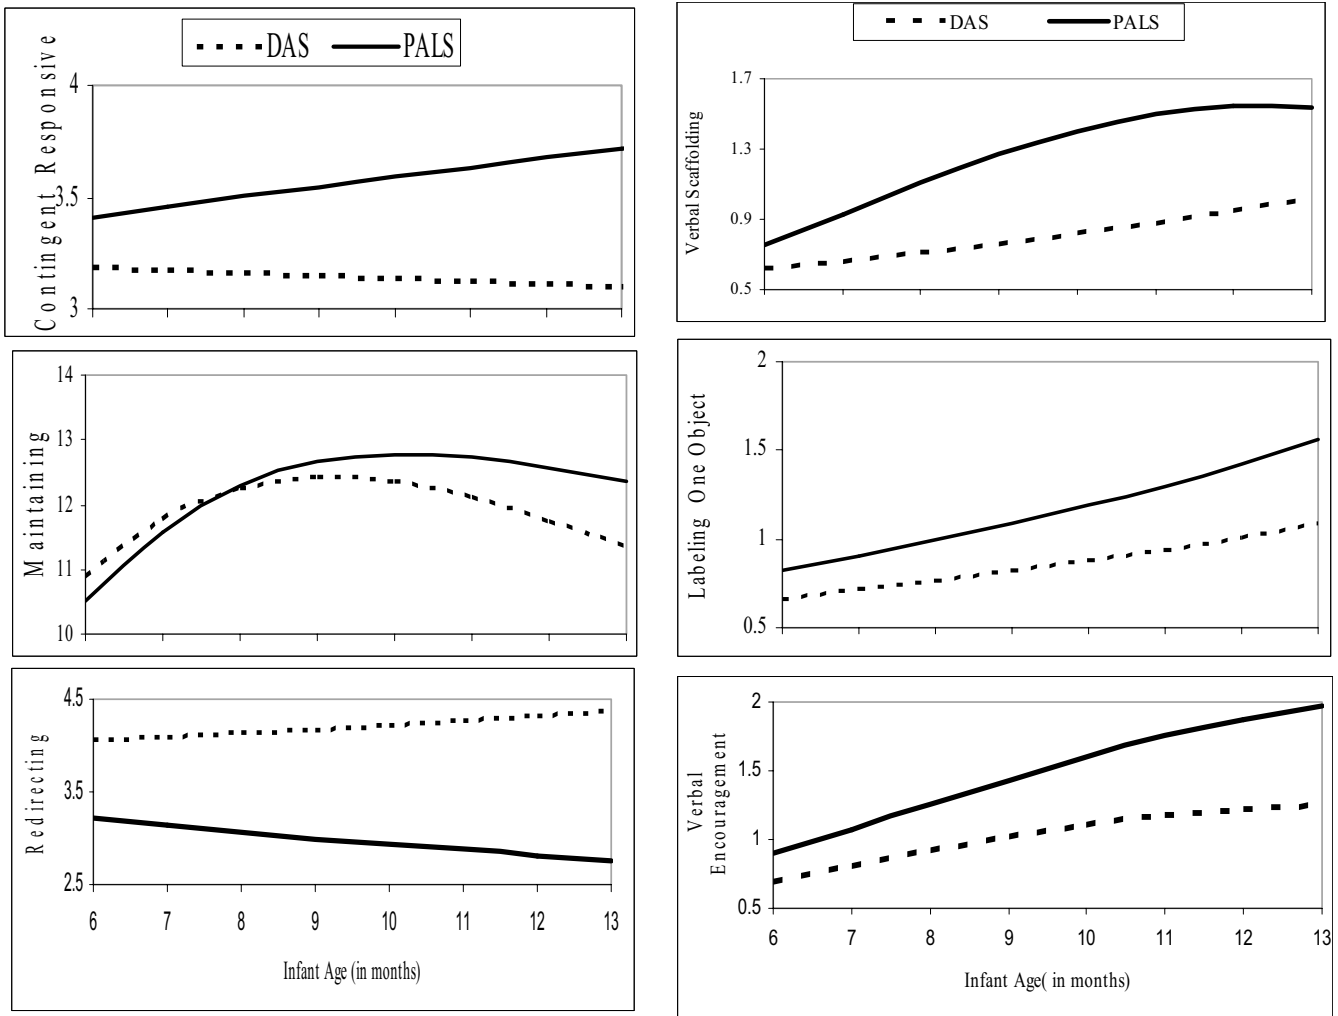 DAS PALS
Contingent Responsive
4
3.5
3
DAS PALS
Verbal Scaffolding
1.7
1.3
0.9
0.5
Maintaining
14
13
12
11
10
Labeling One Object
2
1.5
1
0.5
Redirecting
4.5
3.5
2.5
6 7 8 9 10 11 12 13
Infant Age (in months)
Verbal
Encouragement
2
1.5
1
0.5
6 7 8 9 10 11 12 13
Infant Age( in months)